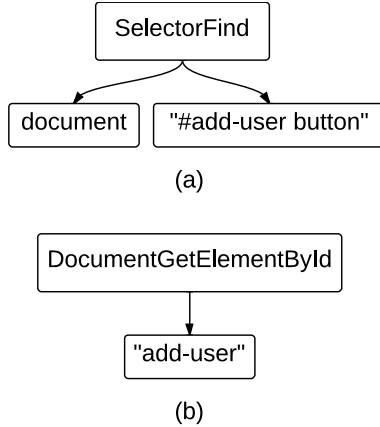 SelectorFind
document
"#add-user button"
(a)
DocumentGetElementById
"add-user"
(b)